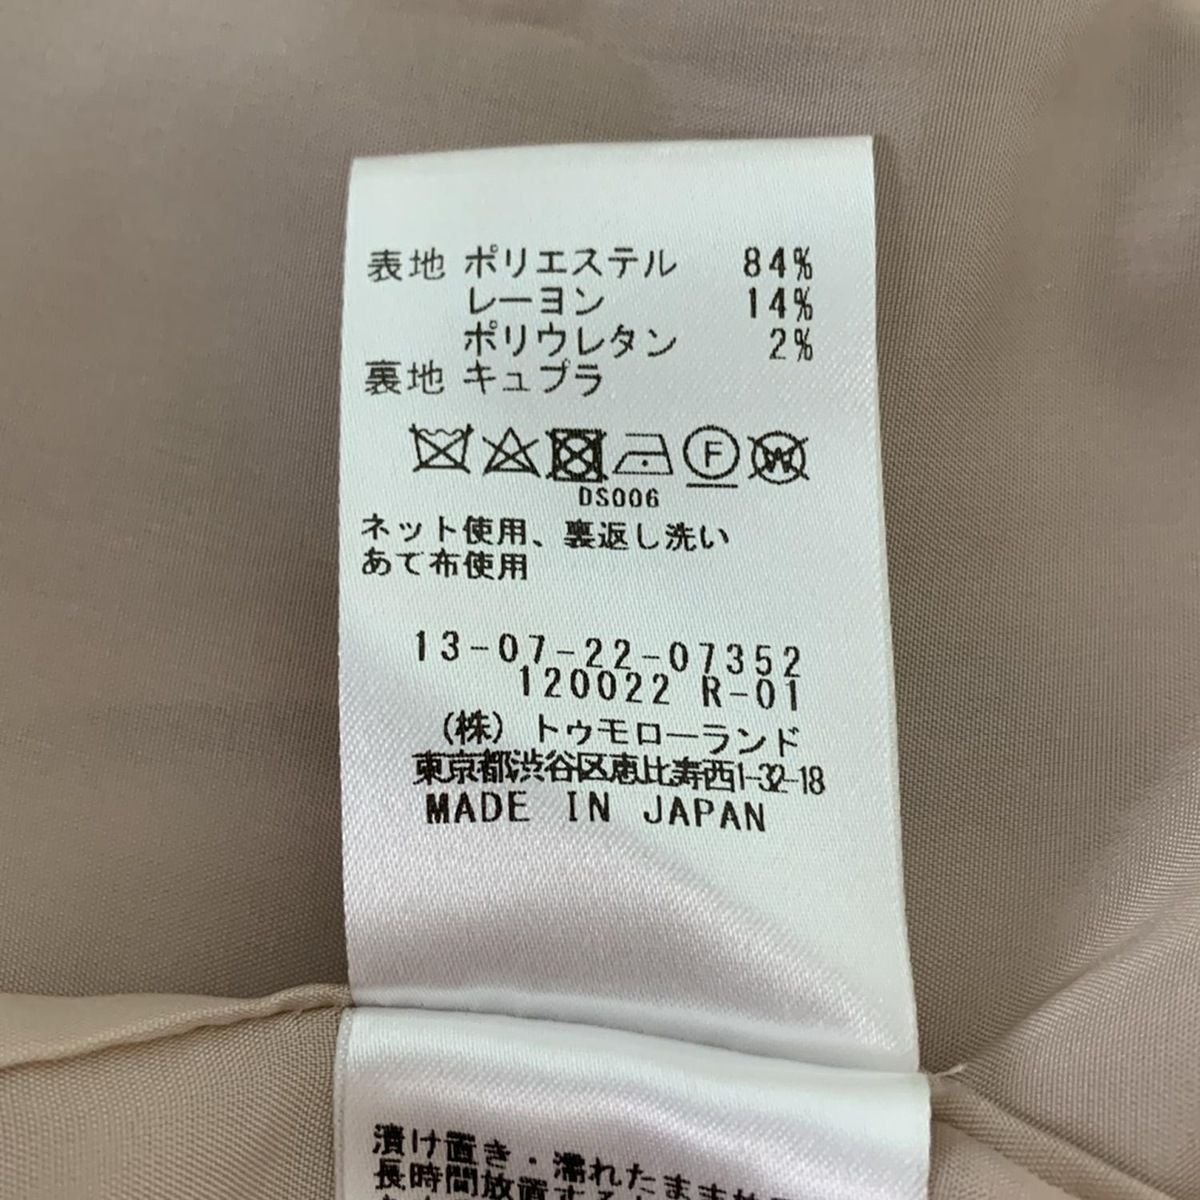 表地 ポリエステル 84%
レーヨン 14%
ポリウレタン 2%
裏地 キュプラ
F W
DS006
ネット使用、裏返し洗い
あて布使用
13-07-22-07352
120022 R-01
(株) トゥモローランド
東京都渋谷区恵比寿西1-32-18
MADE IN JAPAN
漬け置き・濡れたまま
長時間放置する